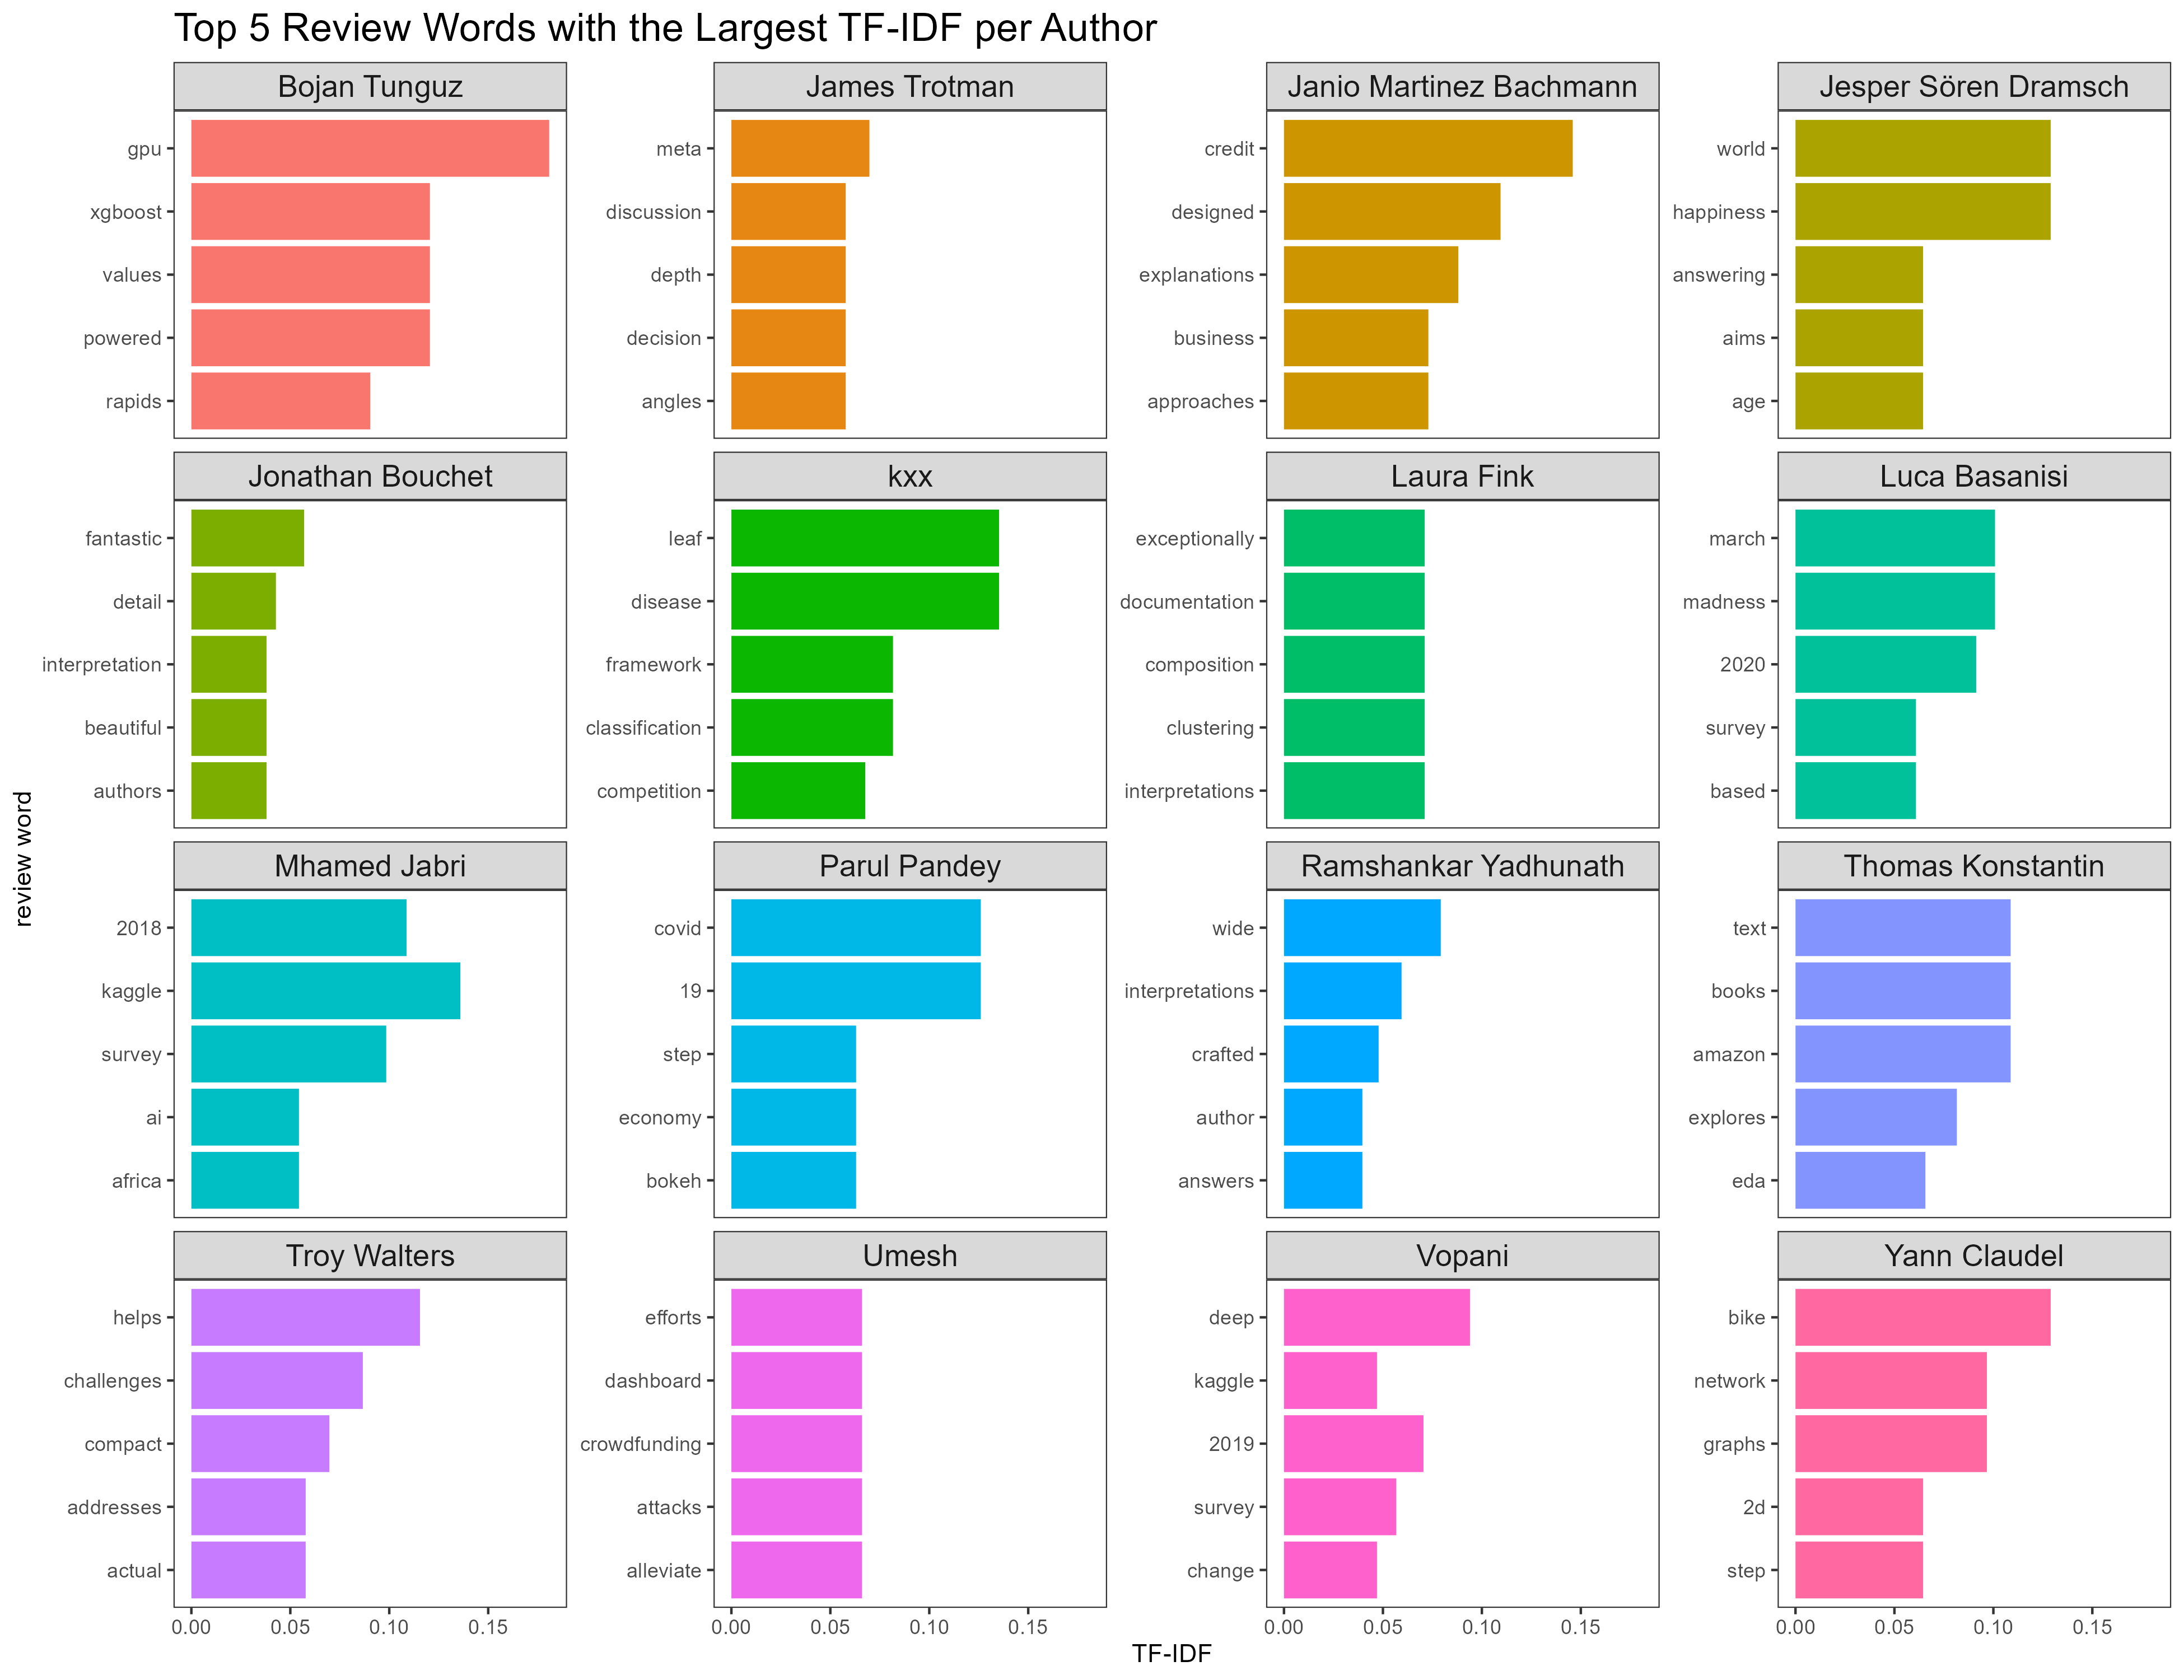 Top 5 Review Words with the Largest TF-IDF per Author
Bojan Tunguz
gpu
xgboost
values
powered
rapids
James Trotman
meta
discussion
depth
decision
angles
Janio Martinez Bachmann
credit
designed
explanations
business
approaches
Jesper Sören Dramsch
world
happiness
answering
aims
age
Jonathan Bouchet
fantastic
detail
interpretation
beautiful
authors
kxx
leaf
disease
framework
classification
competition
Laura Fink
exceptionally
documentation
composition
clustering
interpretations
Luca Basanisi
march
madness
2020
survey
based
Mhamed Jabri
2018
kaggle
survey
ai
africa
Parul Pandey
covid
19
step
economy
bokeh
Ramshankar Yadhunath
wide
interpretations
crafted
author
answers
Thomas Konstantin
text
books
amazon
explores
eda
Troy Walters
helps
challenges
compact
addresses
actual
Umesh
efforts
dashboard
crowdfunding
attacks
alleviate
Vopani
deep
kaggle
2019
survey
change
Yann Claudel
bike
network
graphs
2d
step
0.00 0.05 0.10 0.15
0.00 0.05 0.10 0.15
0.00 0.05 0.10 0.15
0.00 0.05 0.10 0.15
TF-IDF
review word